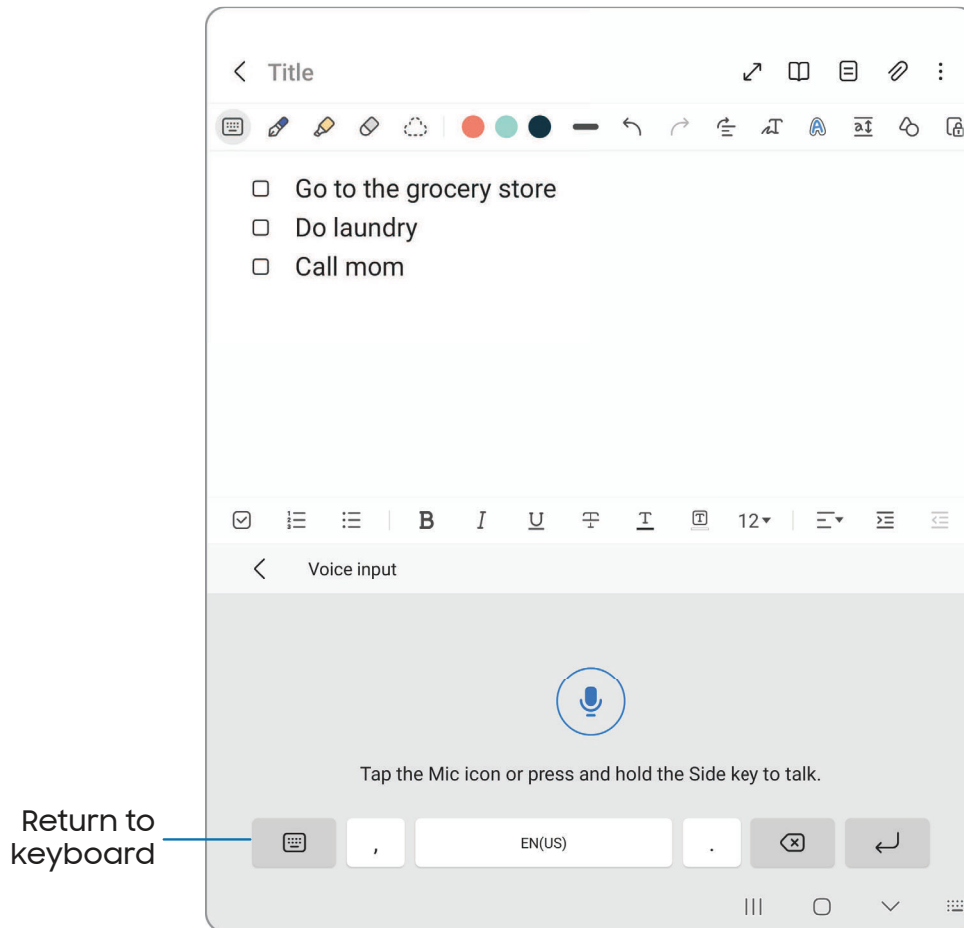 Title
Go to the grocery store
Do laundry
Call mom
B I U T T T 12
Voice input
Tap the Mic icon or press and hold the Side key to talk.
Return to
keyboard
, EN(US) .